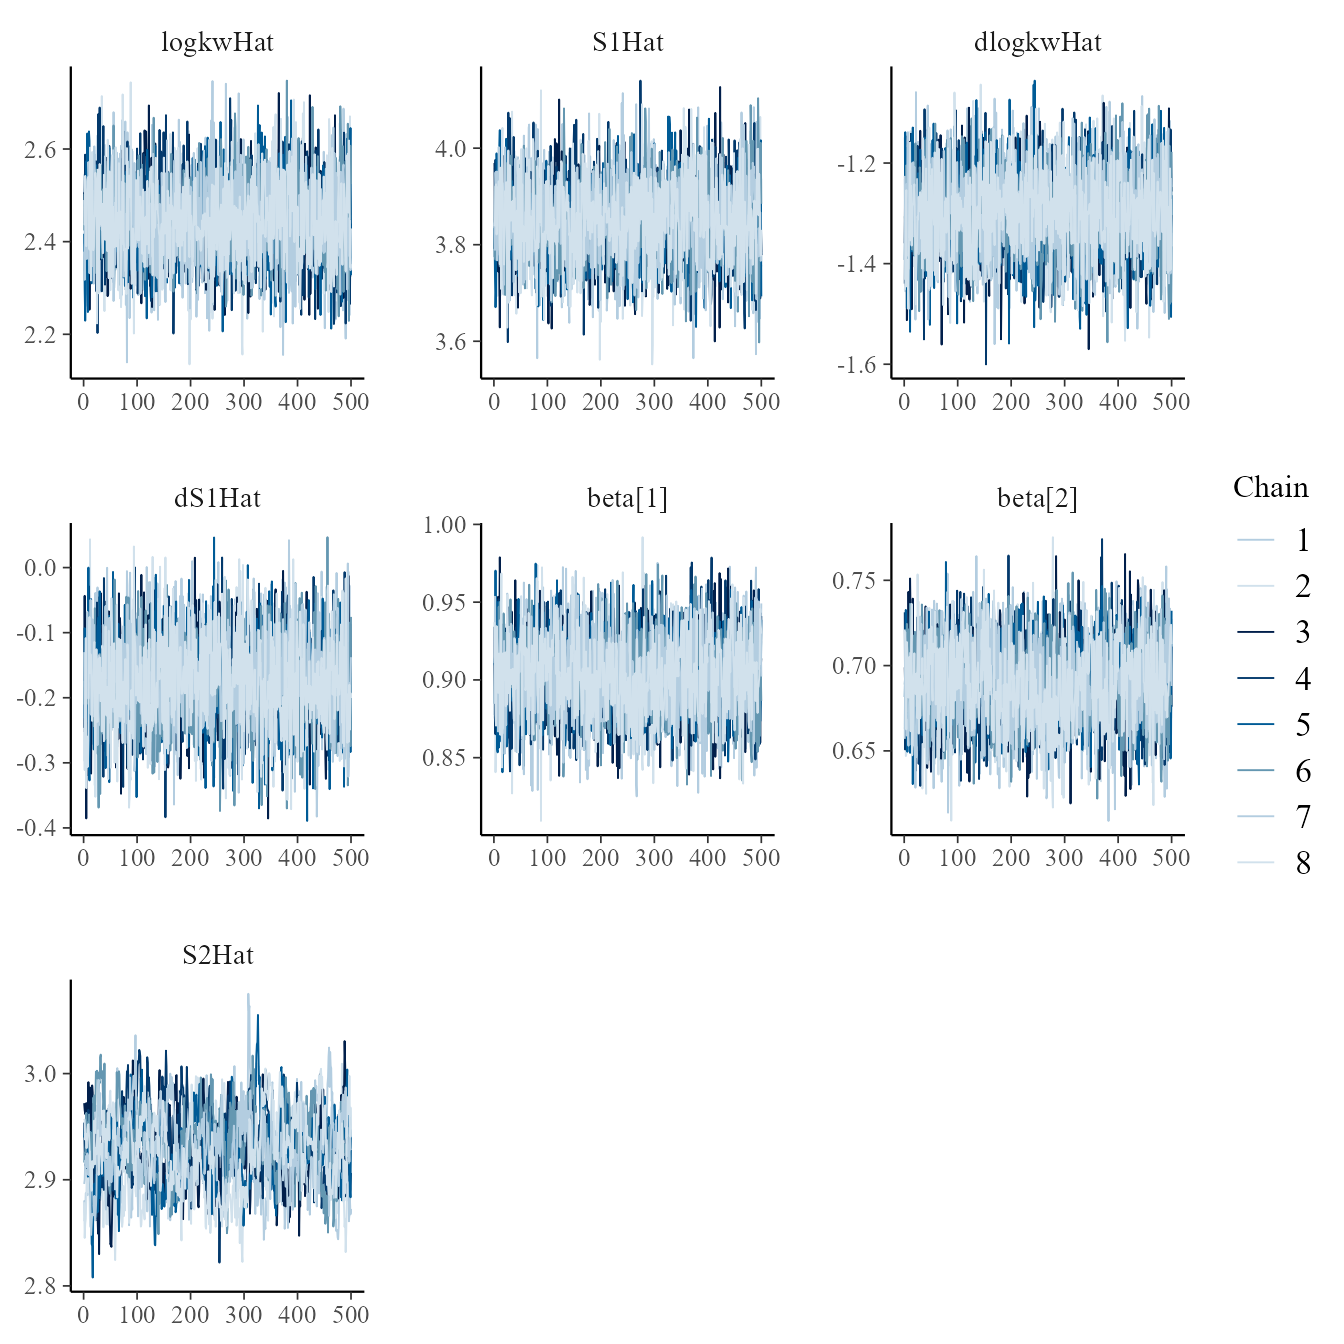 logkwHat
S1Hat
dlogkwHat
2.6
2.4
2.2
0 100 200 300 400 500
4.0
3.8
3.6
0 100 200 300 400 500
-1.2
-1.4
-1.6
0 100 200 300 400 500
dS1Hat
beta[1]
beta[2]
0.0
-0.1
-0.2
-0.3
-0.4
0 100 200 300 400 500
1.00
0.95
0.90
0.85
0 100 200 300 400 500
0.75
0.70
0.65
0 100 200 300 400 500
Chain
1
2
3
4
5
6
7
8
S2Hat
3.0
2.9
2.8
0 100 200 300 400 500